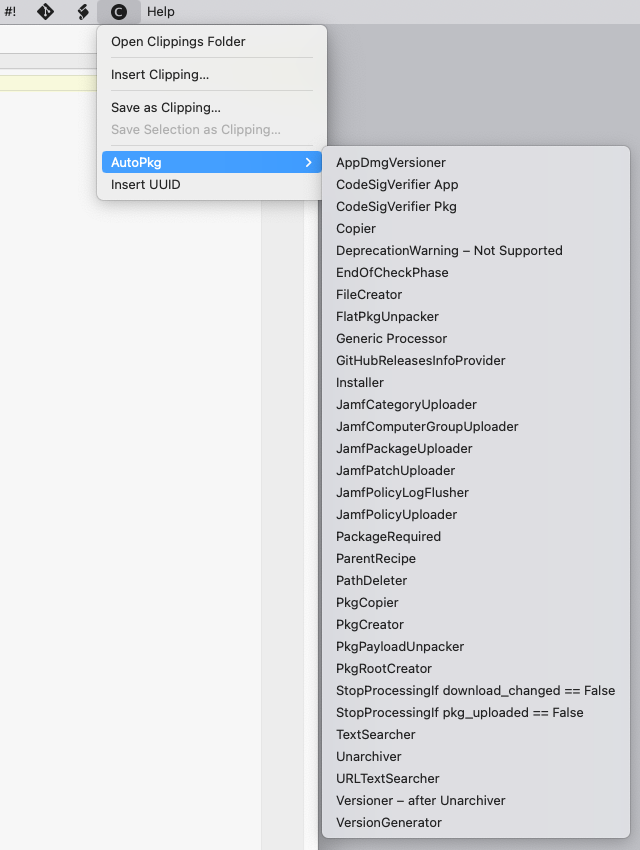 #! C Help
Open Clippings Folder
Insert Clipping...
Save as Clipping...
Save Selection as Clipping...
AutoPkg
Insert UUID
AppDmgVersioner
CodeSigVerifier App
CodeSigVerifier Pkg
Copier
DeprecationWarning – Not Supported
EndOfCheckPhase
FileCreator
FlatPkgUnpacker
Generic Processor
GitHubReleasesInfoProvider
Installer
JamfCategoryUploader
JamfComputerGroupUploader
JamfPackageUploader
JamfPatchUploader
JamfPolicyLogFlusher
JamfPolicyUploader
PackageRequired
ParentRecipe
PathDeleter
PkgCopier
PkgCreator
PkgPayloadUnpacker
PkgRootCreator
StopProcessingIf download_changed == False
StopProcessingIf pkg_uploaded == False
TextSearcher
Unarchiver
URLTextSearcher
Versioner – after Unarchiver
VersionGenerator